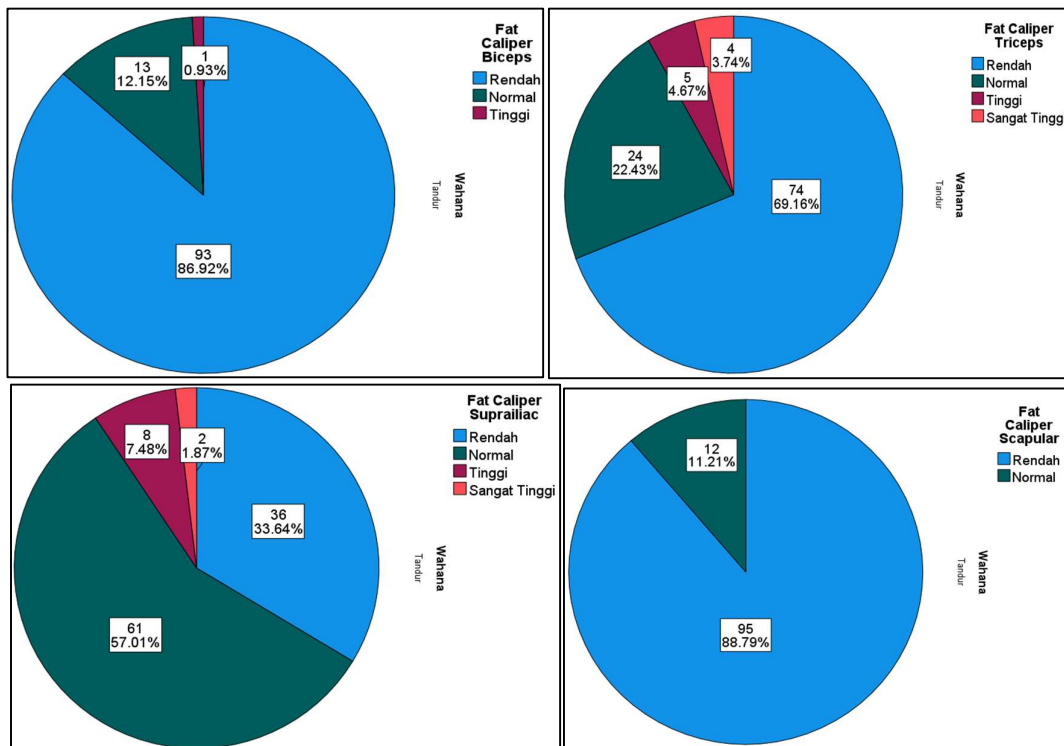 Fat
Caliper
Biceps
Rendah
Normal
Tinggi
13
12.15%
1
0.93%
93
86.92%
Wahana
Tandur
Fat Caliper
Triceps
Rendah
Normal
Tinggi
Sangat Tingg
4
3.74%
5
4.67%
24
22.43%
74
69.16%
Wahana
Tandur
Fat Caliper
Suprailiac
Rendah
Normal
Tinggi
Sangat Tinggi
8
7.48%
2
1.87%
36
33.64%
61
57.01%
Wahana
Tandur
Fat
Caliper
Scapular
Rendah
Normal
12
11.21%
95
88.79%
Wahana
Tandur